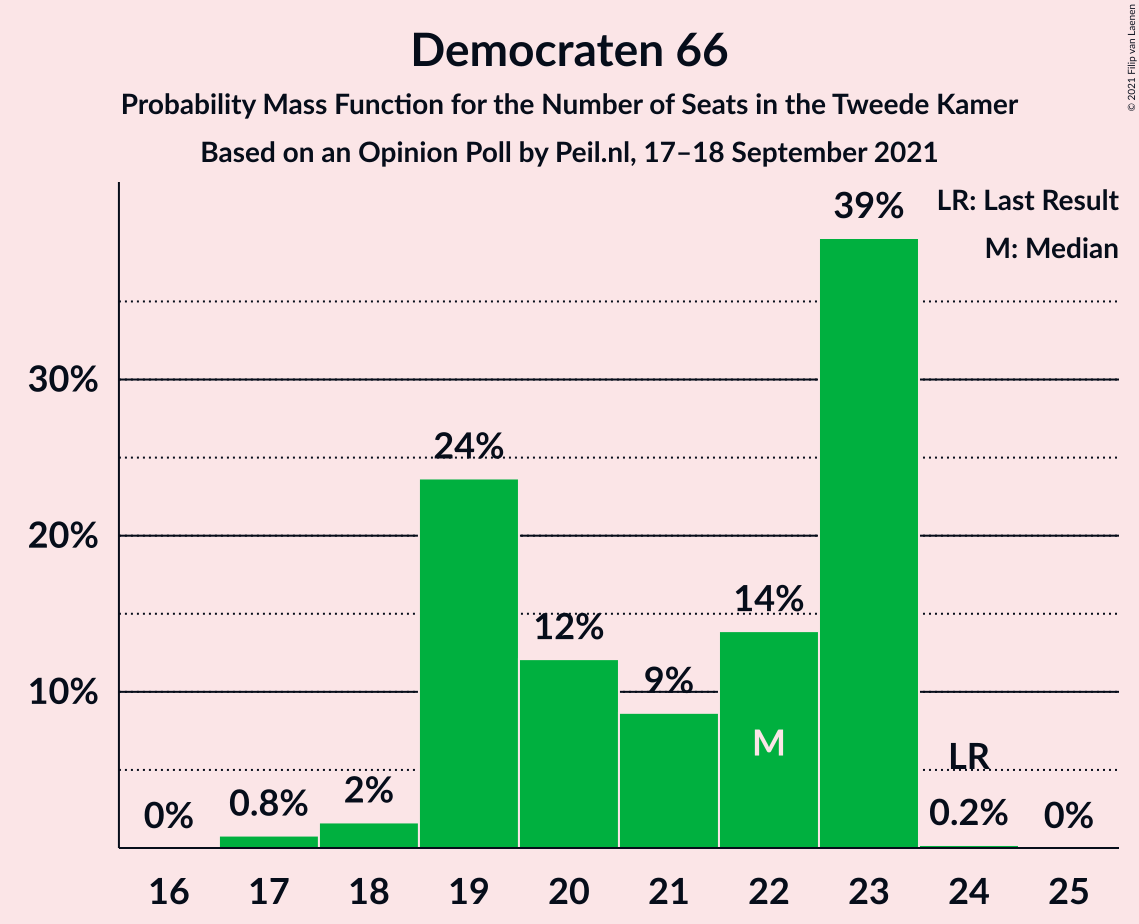 Democraten 66
Probability Mass Function for the Number of Seats in the Tweede Kamer
Based on an Opinion Poll by Peil.nl, 17–18 September 2021
© 2021 Filip van Laenen
LR: Last Result
M: Median
30%
20%
10%
0%
0.8%
2%
24%
12%
9%
14%
M
39%
LR
0.2%
0%
16 17 18 19 20 21 22 23 24 25